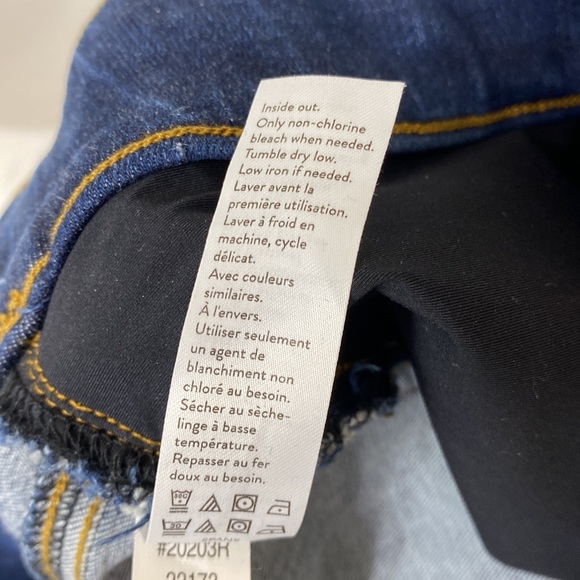 Inside out.
Only non-chlorine
bleach when needed.
Tumble dry low.
Low iron if needed.
Laver avant la
première utilisation.
Laver à froid en
machine, cycle
délicat.
Avec couleurs
similaires.
À l'envers.
Utiliser seulement
un agent de
blanchiment non
chloré au besoin.
Sécher au sèche-
linge à basse
température.
Repasser au fer
doux au besoin.
30C
30
#20203R